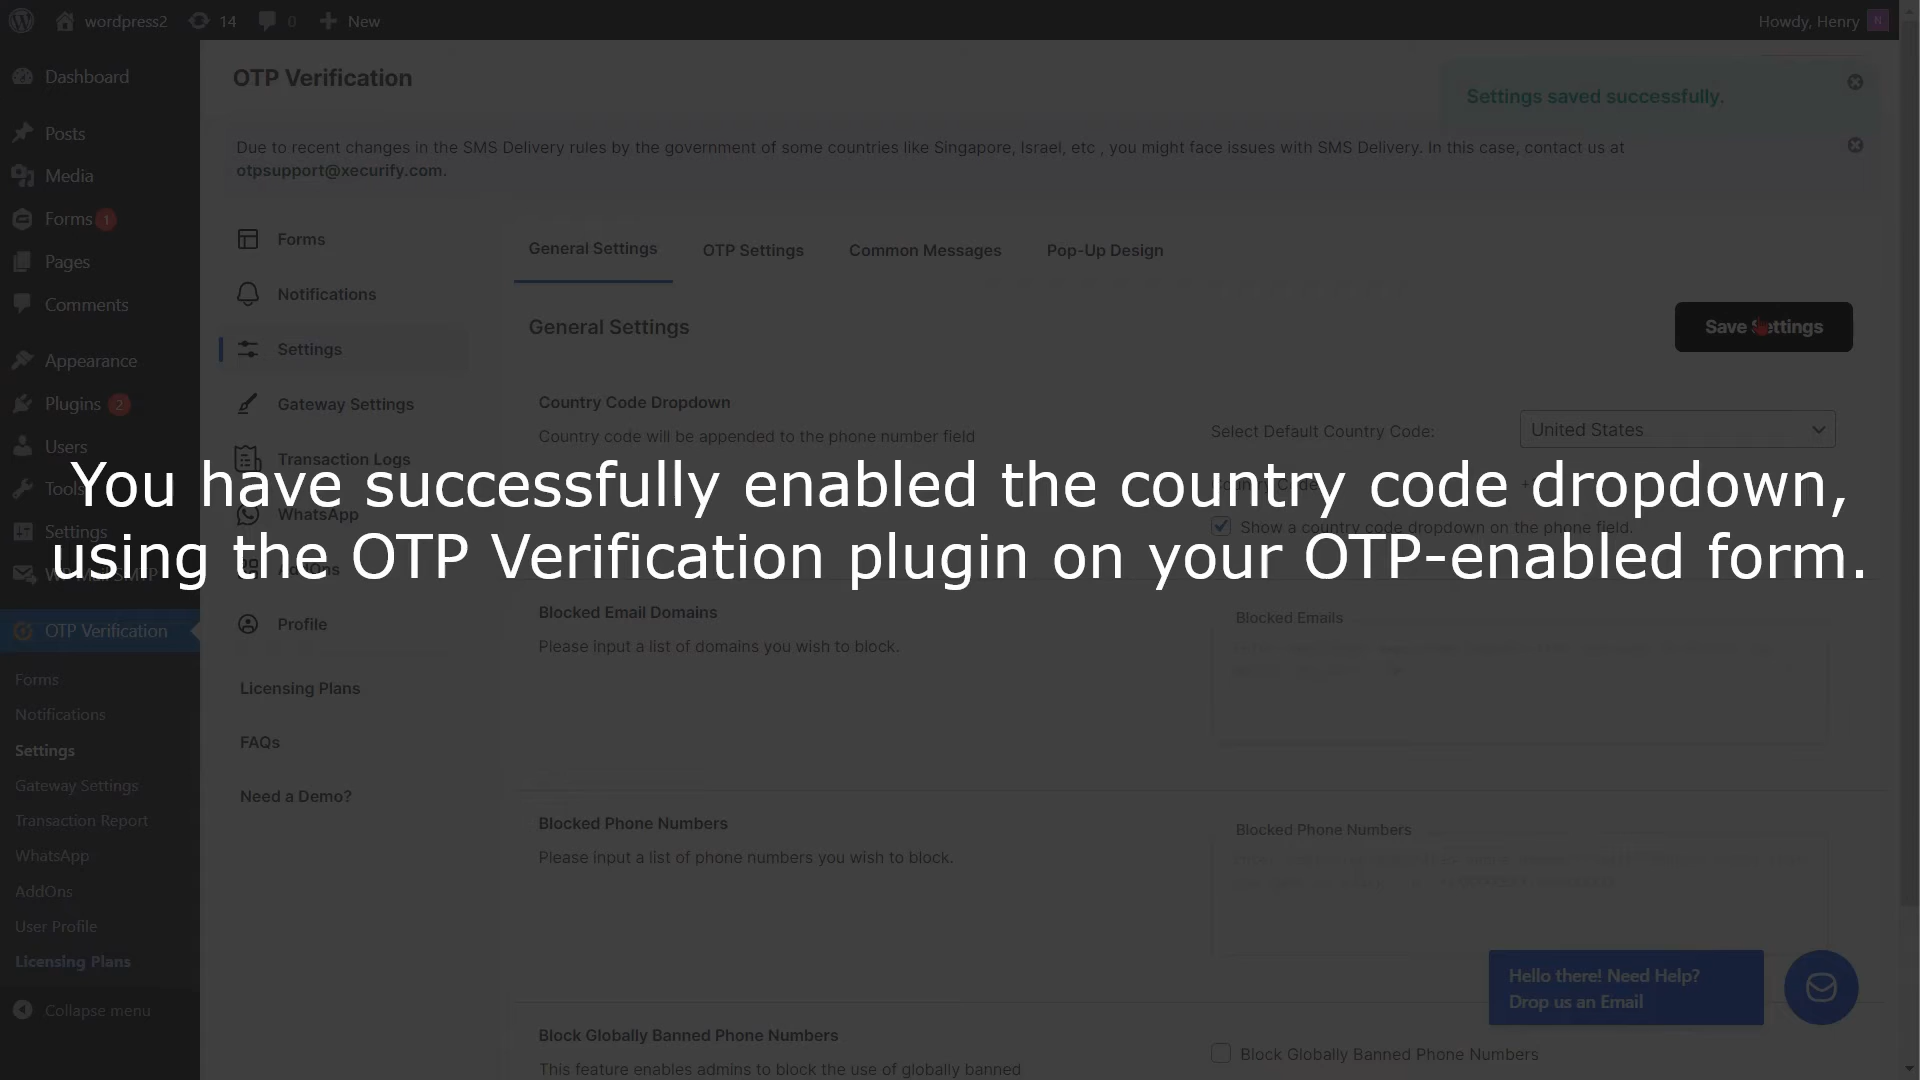 wordpress2 14 0 New Howdy, Henry N
Dashboard
Posts
Media
Forms 1
Pages
Comments
Appearance
Plugins 2
Users
Tools
Settings
WP Mail SMTP
OTP Verification
Forms
Notifications
Settings
Gateway Settings
Transaction Report
WhatsApp
AddOns
User Profile
Licensing Plans
Collapse menu
OTP Verification
Settings saved successfully.
Due to recent changes in the SMS Delivery rules by the government of some countries like Singapore, Israel, etc , you might face issues with SMS Delivery. In this case, contact us at
otpsupport@xecurify.com.
Forms
Notifications
Settings
Gateway Settings
Transaction Logs
WhatsApp
AddOns
Profile
Licensing Plans
FAQs
Need a Demo?
General Settings OTP Settings Common Messages Pop-Up Design
General Settings
Save Settings
Country Code Dropdown
Country code will be appended to the phone number field
Select Default Country Code: United States
Country Code
Show a country code dropdown on the phone field.
You have successfully enabled the country code dropdown,
using the OTP Verification plugin on your OTP-enabled form.
Blocked Email Domains
Please input a list of domains you wish to block.
Blocked Emails
Blocked Phone Numbers
Please input a list of phone numbers you wish to block.
Blocked Phone Numbers
Hello there! Need Help?
Drop us an Email
Block Globally Banned Phone Numbers
This feature enables admins to block the use of globally banned
Block Globally Banned Phone Numbers